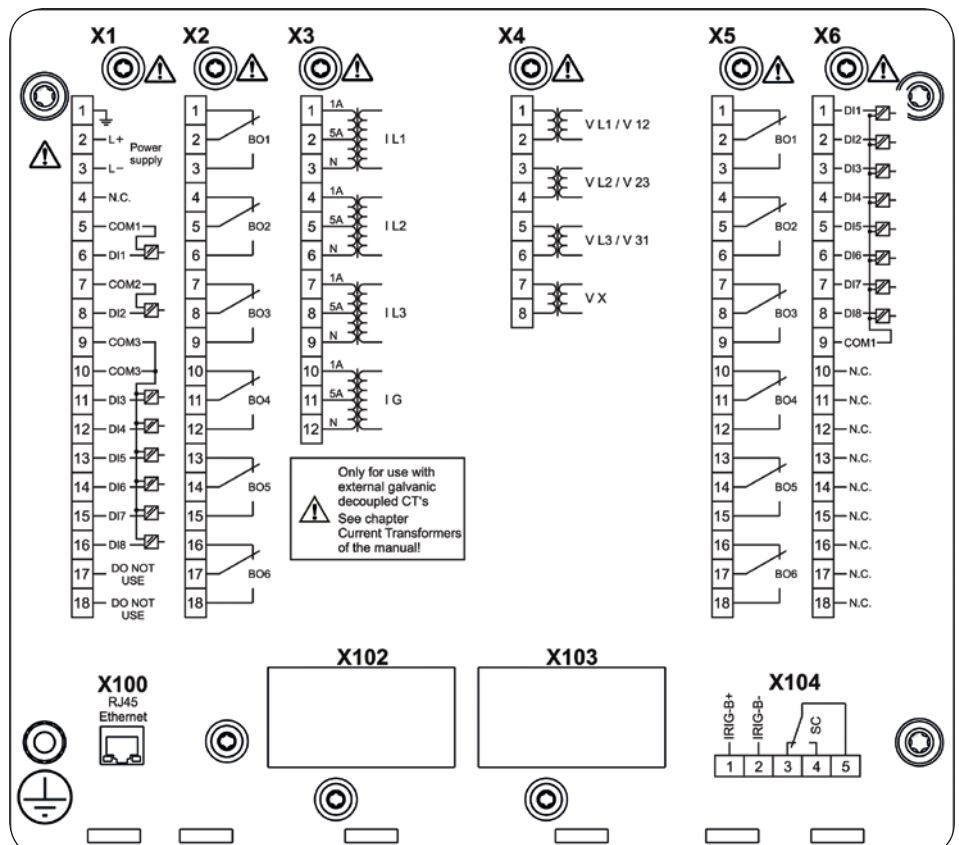 X1
1
2 L+ Power supply
3 L–
4 N.C.
5 COM1
6 DI1
7 COM2
8 DI2
9 COM3
10 COM3
11 DI3
12 DI4
13 DI5
14 DI6
15 DI7
16 DI8
17 DO NOT
USE
18 DO NOT
USE
X2
1
2 BO1
3
4
5 BO2
6
7
8 BO3
9
10
11 BO4
12
13
14 BO5
15
16
17 BO6
18
X3
1 1A
2 5A I L1
3 N
4 1A
5 5A I L2
6 N
7 1A
8 5A I L3
9 N
10 1A
11 5A I G
12 N
Only for use with
external galvanic
decoupled CT's
See chapter
Current Transformers
of the manual!
X4
1
V L1 / V 12
2
3
V L2 / V 23
4
5
V L3 / V 31
6
7
V X
8
X5
1
2 BO1
3
4
5 BO2
6
7
8 BO3
9
10
11 BO4
12
13
14 BO5
15
16
17 BO6
18
X6
1 DI1
2 DI2
3 DI3
4 DI4
5 DI5
6 DI6
7 DI7
8 DI8
9 COM1
10 N.C.
11 N.C.
12 N.C.
13 N.C.
14 N.C.
15 N.C.
16 N.C.
17 N.C.
18 N.C.
X100
RJ45
Ethernet
X102
X103
X104
IRIG-B+
IRIG-B-
SC
1 2 3 4 5